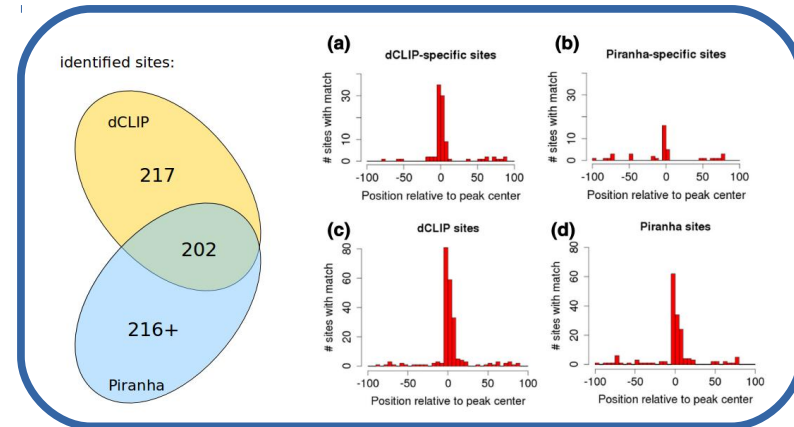 identified sites:
dCLIP
217
202
216+
Piranha
(a)
dCLIP-specific sites
# sites with match
0 10 30
-100 -50 0 50 100
Position relative to peak center
(b)
Piranha-specific sites
# sites with match
0 10 30
-100 -50 0 50 100
Position relative to peak center
(c)
dCLIP sites
# sites with match
0 20 40 60 80
-100 -50 0 50 100
Position relative to peak center
(d)
Piranha sites
# sites with match
0 20 40 60 80
-100 -50 0 50 100
Position relative to peak center